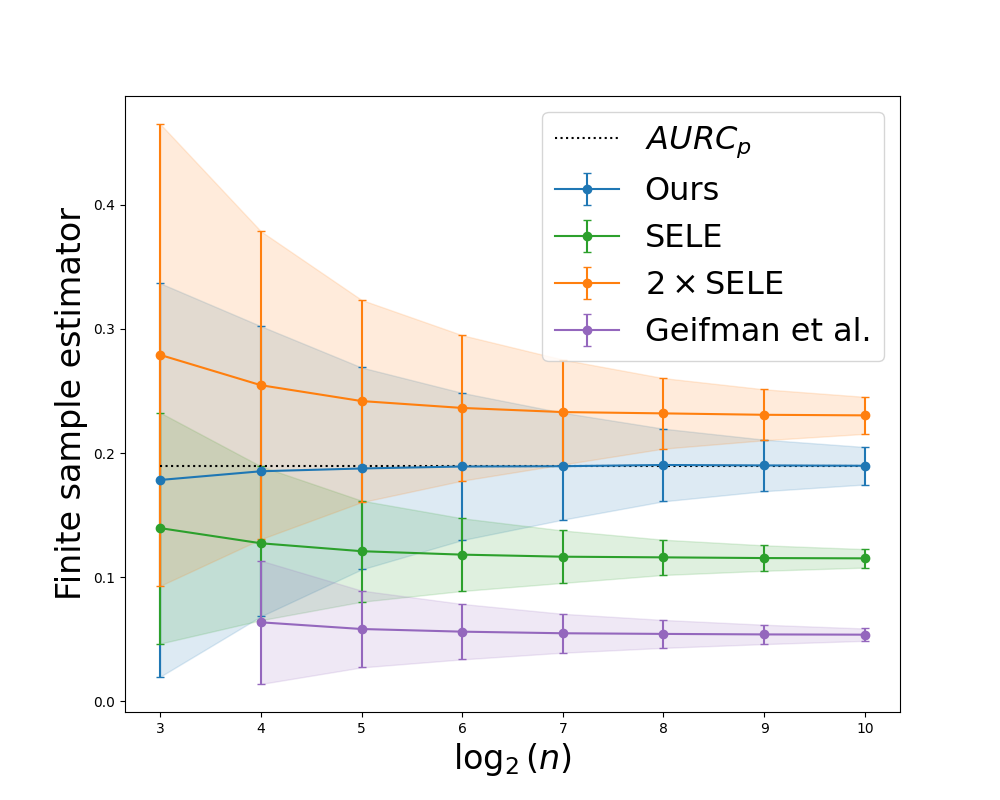 AURC_p
Ours
SELE
2 × SELE
Geifman et al.
Finite sample estimator
0.4
0.3
0.2
0.1
0.0
3 4 5 6 7 8 9 10
log₂(n)